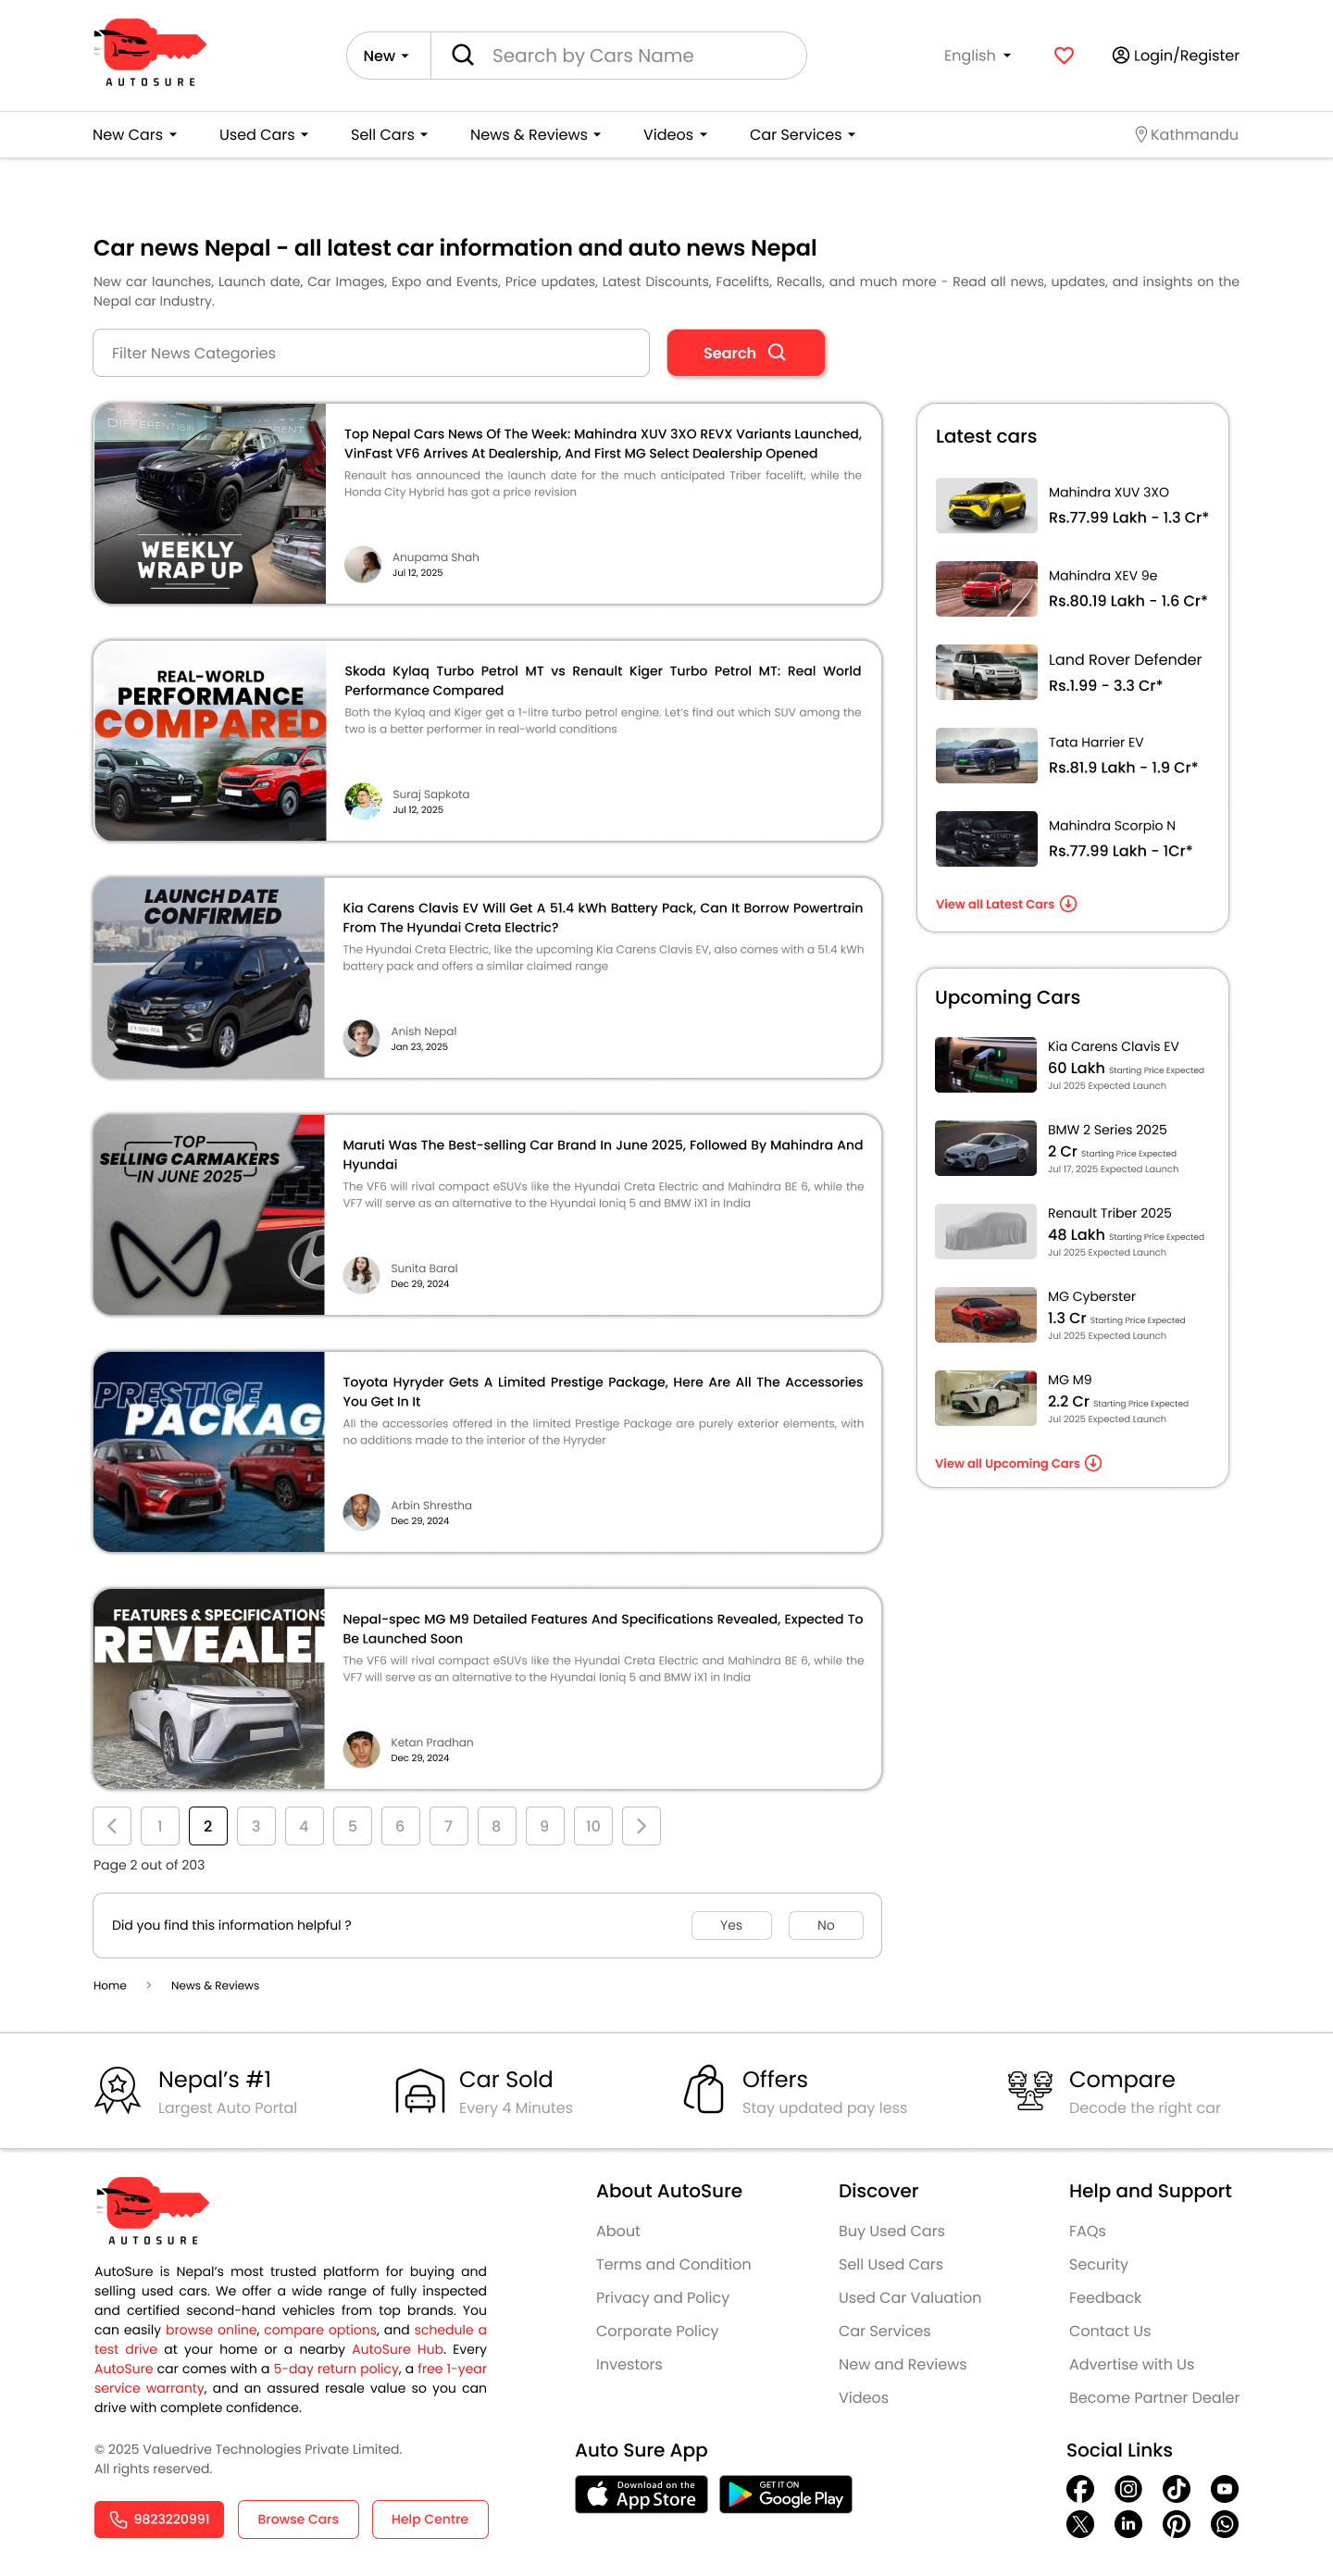 AUTOSURE
New
Search by Cars Name
English
Login/Register
New Cars
Used Cars
Sell Cars
News & Reviews
Videos
Car Services
Kathmandu
Car news Nepal - all latest car information and auto news Nepal
New car launches, Launch date, Car Images, Expo and Events, Price updates, Latest Discounts, Facelifts, Recalls, and much more - Read all news, updates, and insights on the
Nepal car Industry.
Filter News Categories
Search
DIFFERENT IS IN
WEEKLY
WRAP UP
Top Nepal Cars News Of The Week: Mahindra XUV 3XO REVX Variants Launched,
VinFast VF6 Arrives At Dealership, And First MG Select Dealership Opened
Renault has announced the launch date for the much anticipated Triber facelift, while the
Honda City Hybrid has got a price revision
Anupama Shah
Jul 12, 2025
REAL-WORLD
PERFORMANCE
COMPARED
Skoda Kylaq Turbo Petrol MT vs Renault Kiger Turbo Petrol MT: Real World
Performance Compared
Both the Kylaq and Kiger get a 1-litre turbo petrol engine. Let's find out which SUV among the
two is a better performer in real-world conditions
Suraj Sapkota
Jul 12, 2025
LAUNCH DATE
CONFIRMED
Kia Carens Clavis EV Will Get A 51.4 kWh Battery Pack, Can It Borrow Powertrain
From The Hyundai Creta Electric?
The Hyundai Creta Electric, like the upcoming Kia Carens Clavis EV, also comes with a 51.4 kWh
battery pack and offers a similar claimed range
Anish Nepal
Jan 23, 2025
TOP
SELLING CARMAKERS
IN JUNE 2025
Maruti Was The Best-selling Car Brand In June 2025, Followed By Mahindra And
Hyundai
The VF6 will rival compact eSUVs like the Hyundai Creta Electric and Mahindra BE 6, while the
VF7 will serve as an alternative to the Hyundai Ioniq 5 and BMW iX1 in India
Sunita Baral
Dec 29, 2024
PRESTIGE
PACKAG
Toyota Hyryder Gets A Limited Prestige Package, Here Are All The Accessories
You Get In It
All the accessories offered in the limited Prestige Package are purely exterior elements, with
no additions made to the interior of the Hyryder
Arbin Shrestha
Dec 29, 2024
FEATURES & SPECIFICATIONS
REVEALE
Nepal-spec MG M9 Detailed Features And Specifications Revealed, Expected To
Be Launched Soon
The VF6 will rival compact eSUVs like the Hyundai Creta Electric and Mahindra BE 6, while the
VF7 will serve as an alternative to the Hyundai Ioniq 5 and BMW iX1 in India
Ketan Pradhan
Dec 29, 2024
Latest cars
Mahindra XUV 3XO
Rs.77.99 Lakh - 1.3 Cr*
Mahindra XEV 9e
Rs.80.19 Lakh - 1.6 Cr*
Land Rover Defender
Rs.1.99 - 3.3 Cr*
Tata Harrier EV
Rs.81.9 Lakh - 1.9 Cr*
Mahindra Scorpio N
Rs.77.99 Lakh - 1Cr*
View all Latest Cars
Upcoming Cars
Kia Carens Clavis EV
60 Lakh Starting Price Expected
Jul 2025 Expected Launch
BMW 2 Series 2025
2 Cr Starting Price Expected
Jul 17, 2025 Expected Launch
Renault Triber 2025
48 Lakh Starting Price Expected
Jul 2025 Expected Launch
MG Cyberster
1.3 Cr Starting Price Expected
Jul 2025 Expected Launch
MG M9
2.2 Cr Starting Price Expected
Jul 2025 Expected Launch
View all Upcoming Cars
1 2 3 4 5 6 7 8 9 10
Page 2 out of 203
Did you find this information helpful ?
Yes
No
Home > News & Reviews
Nepal's #1
Largest Auto Portal
Car Sold
Every 4 Minutes
Offers
Stay updated pay less
Compare
Decode the right car
AUTOSURE
AutoSure is Nepal's most trusted platform for buying and
selling used cars. We offer a wide range of fully inspected
and certified second-hand vehicles from top brands. You
can easily browse online, compare options, and schedule a
test drive at your home or a nearby AutoSure Hub. Every
AutoSure car comes with a 5-day return policy, a free 1-year
service warranty, and an assured resale value so you can
drive with complete confidence.
© 2025 Valuedrive Technologies Private Limited.
All rights reserved.
9823220991
Browse Cars
Help Centre
About AutoSure
About
Terms and Condition
Privacy and Policy
Corporate Policy
Investors
Discover
Buy Used Cars
Sell Used Cars
Used Car Valuation
Car Services
New and Reviews
Videos
Help and Support
FAQs
Security
Feedback
Contact Us
Advertise with Us
Become Partner Dealer
Auto Sure App
Download on the
App Store
GET IT ON
Google Play
Social Links